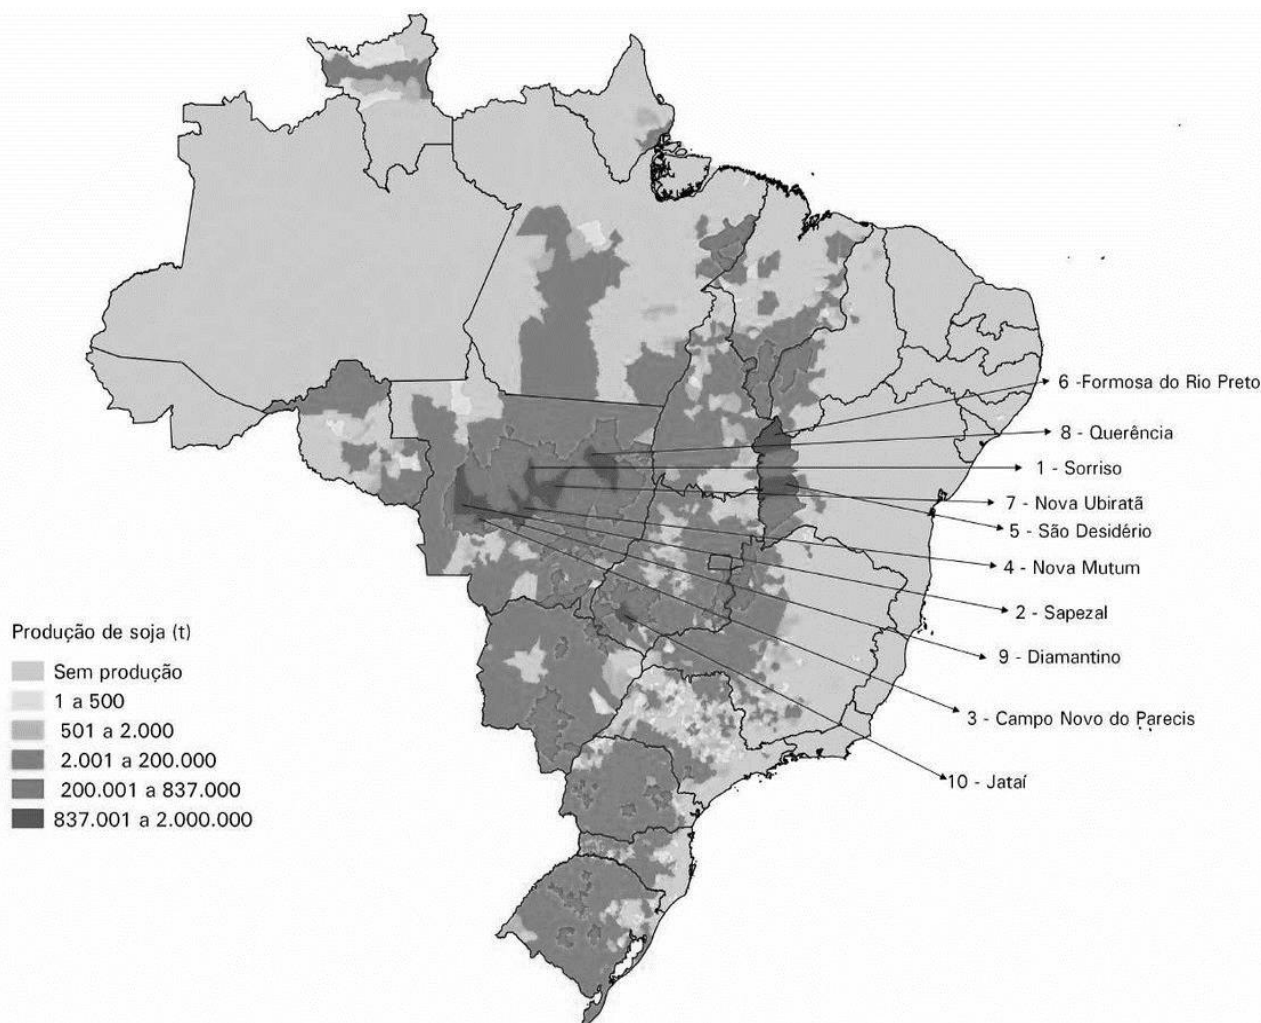 6 -Formosa do Rio Preto
8 - Querência
1 - Sorriso
7 - Nova Ubiratã
5 - São Desidério
4 - Nova Mutum
2 - Sapezal
9 - Diamantino
3 - Campo Novo do Parecis
10 - Jataí
Produção de soja (t)
Sem produção
1 a 500
501 a 2.000
2.001 a 200.000
200.001 a 837.000
837.001 a 2.000.000